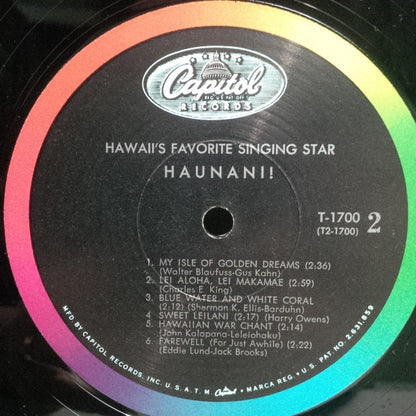 Capitol
RECORDS
HAWAII'S FAVORITE SINGING STAR
HAUNANI!
T-1700
(T2-1700)
2
1. MY ISLE OF GOLDEN DREAMS (2:36)
(Walter Blaufuss-Gus Kahn)
2. LEI ALOHA, LEI MAKAMAE (2:59)
(Charles E. King)
3. BLUE WATER AND WHITE CORAL
(2:12) (Sherman K. Ellis-Barduhn)
4 SWEET LEILANI (2:17) (Harry Owens)
5. HAWAIIAN WAR CHANT (2:14)
(John Kalapana-Leleiohaku)
6. FAREWELL (For Just Awhile) (2:22)
(Eddie Lund-Jack Brooks)
MFD. BY CAPITOL RECORDS, INC. U.S.A. T.M. Capitol MARCA REG. U.S. PAT. NO. 2,631,859